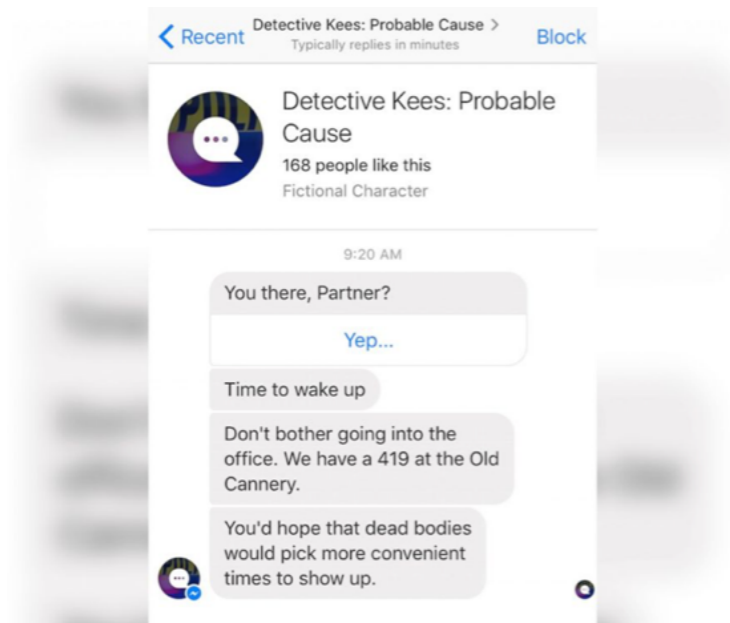 Recent
Detective Kees: Probable Cause >
Typically replies in minutes
Block
Detective Kees: Probable
Cause
168 people like this
Fictional Character
9:20 AM
You there, Partner?
Yep...
Time to wake up
Don't bother going into the
office. We have a 419 at the Old
Cannery.
You'd hope that dead bodies
would pick more convenient
times to show up.